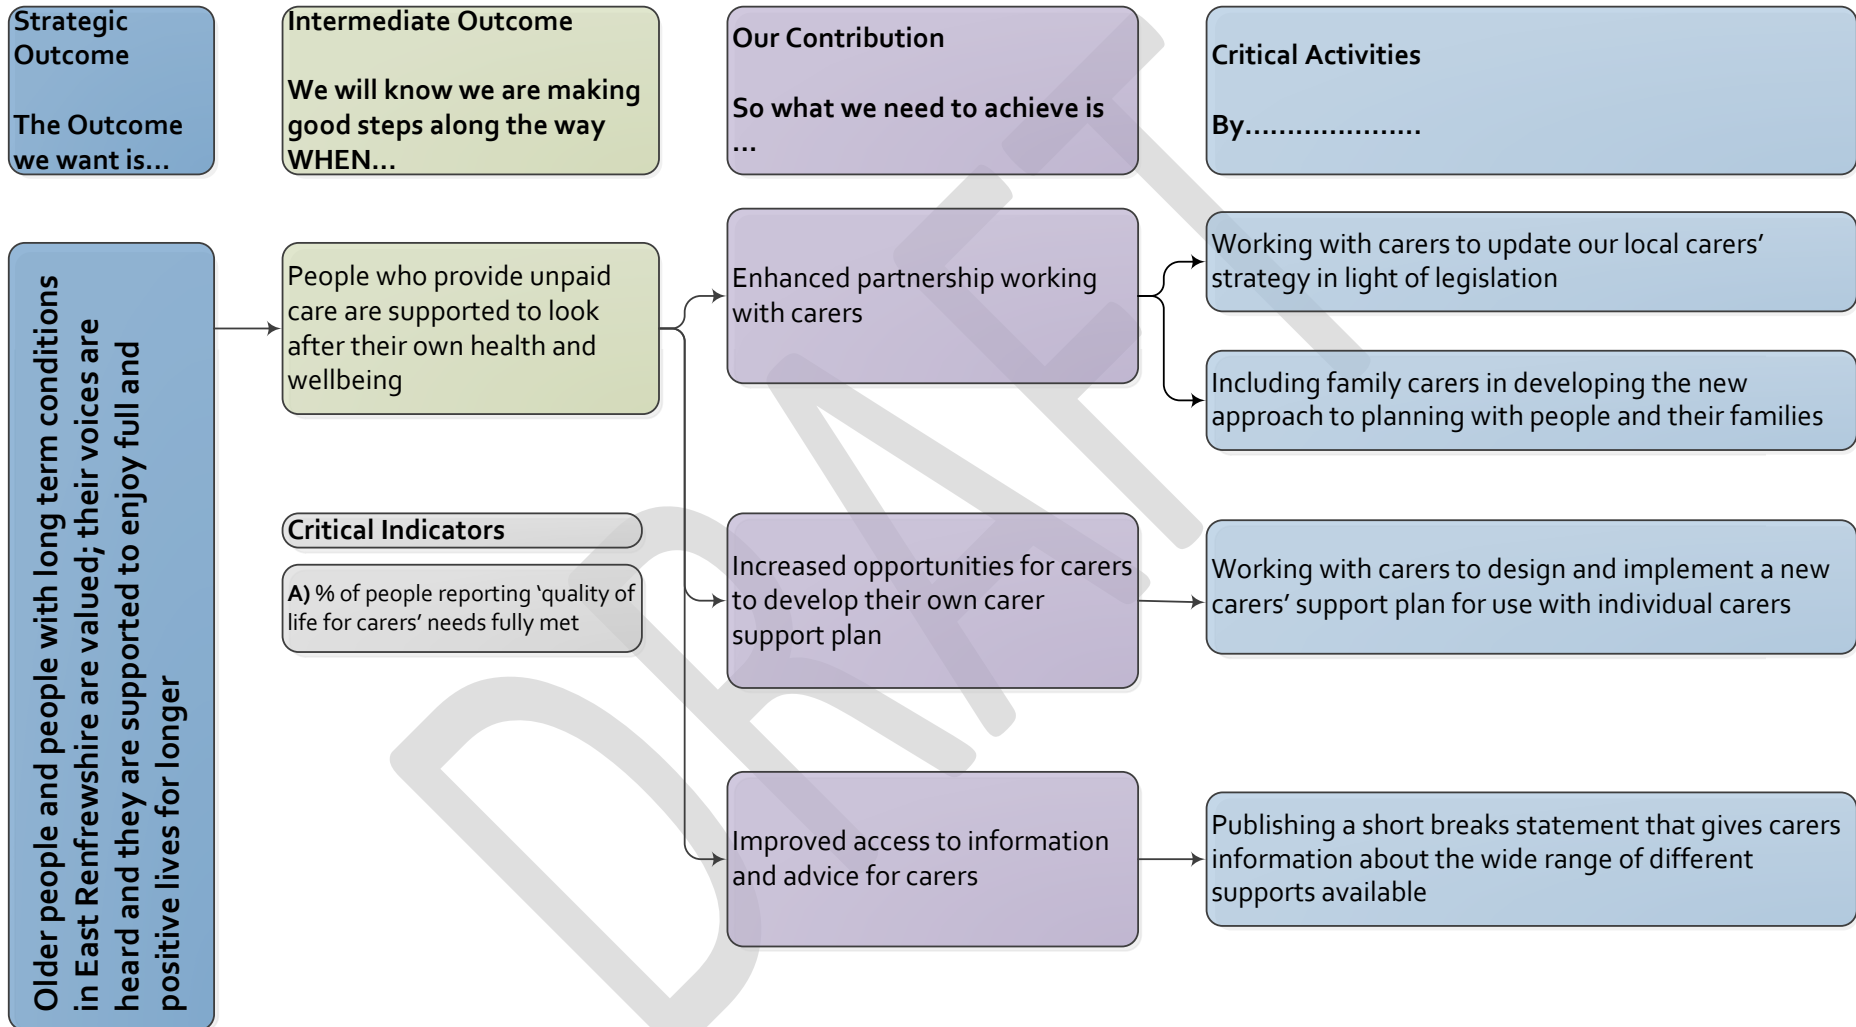 Strategic
Outcome
The Outcome
we want is...
Intermediate Outcome
We will know we are making
good steps along the way
WHEN...
Our Contribution
So what we need to achieve is
...
Critical Activities
By.....................
Older people and people with long term conditions
in East Renfrewshire are valued; their voices are
heard and they are supported to enjoy full and
positive lives for longer
People who provide unpaid
care are supported to look
after their own health and
wellbeing
Critical Indicators
A) % of people reporting ‘quality of
life for carers’ needs fully met
Enhanced partnership working
with carers
Working with carers to update our local carers’
strategy in light of legislation
Including family carers in developing the new
approach to planning with people and their families
Increased opportunities for carers
to develop their own carer
support plan
Working with carers to design and implement a new
carers’ support plan for use with individual carers
Improved access to information
and advice for carers
Publishing a short breaks statement that gives carers
information about the wide range of different
supports available
DRAFT